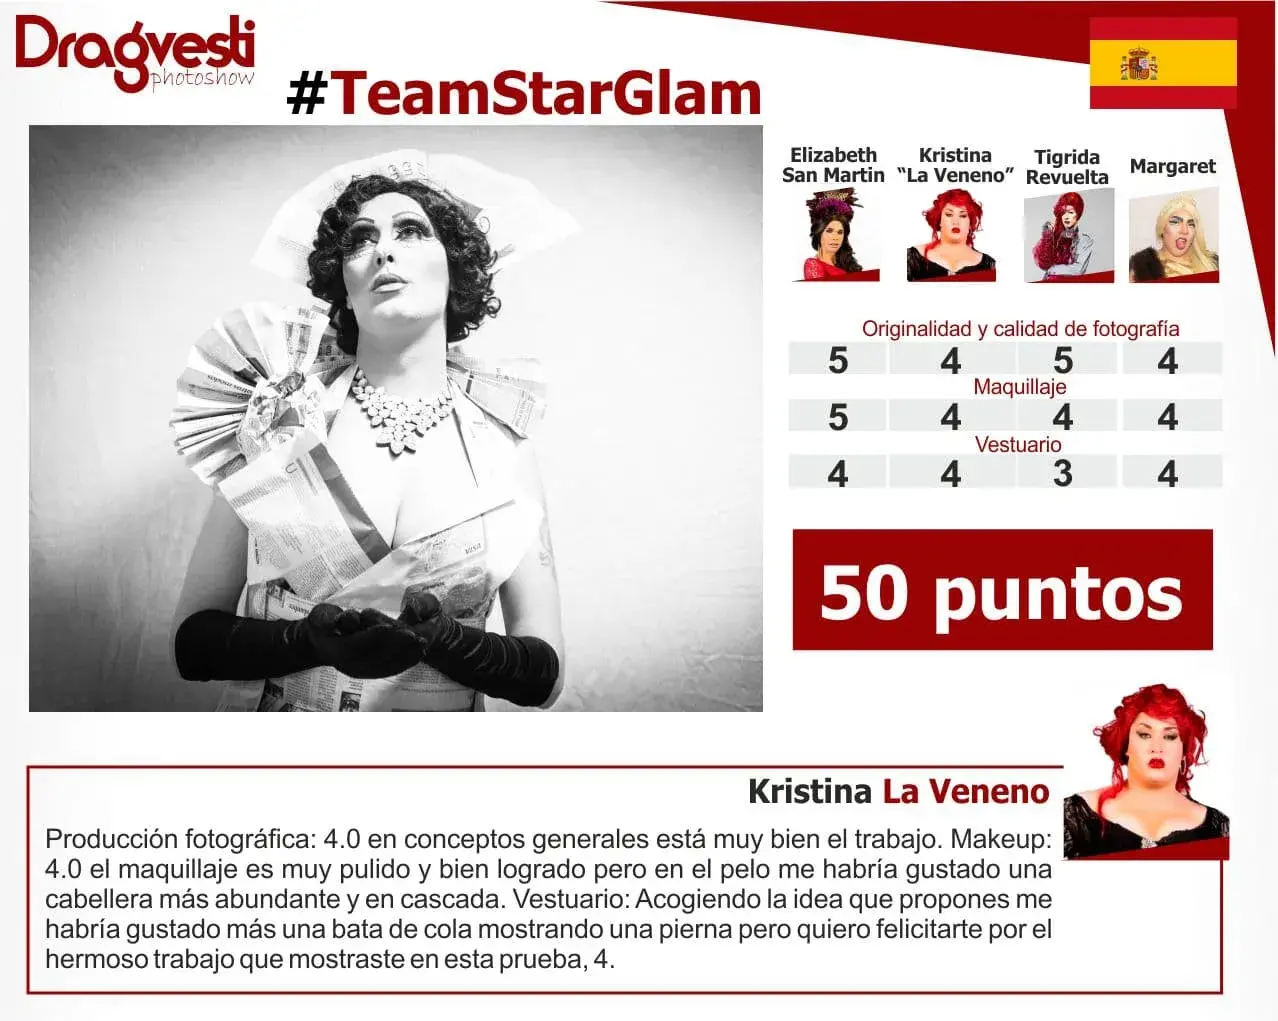 Dragvesti
photoshow
#TeamStarGlam
Elizabeth
San Martin
Kristina
“La Veneno”
Tigrida
Revuelta
Margaret
Originalidad y calidad de fotografía
5 4 5 4
Maquillaje
5 4 4 4
Vestuario
4 4 3 4
50 puntos
Kristina La Veneno
Producción fotográfica: 4.0 en conceptos generales está muy bien el trabajo. Makeup:
4.0 el maquillaje es muy pulido y bien logrado pero en el pelo me habría gustado una
cabellera más abundante y en cascada. Vestuario: Acogiendo la idea que propones me
habría gustado más una bata de cola mostrando una pierna pero quiero felicitarte por el
hermoso trabajo que mostraste en esta prueba, 4.